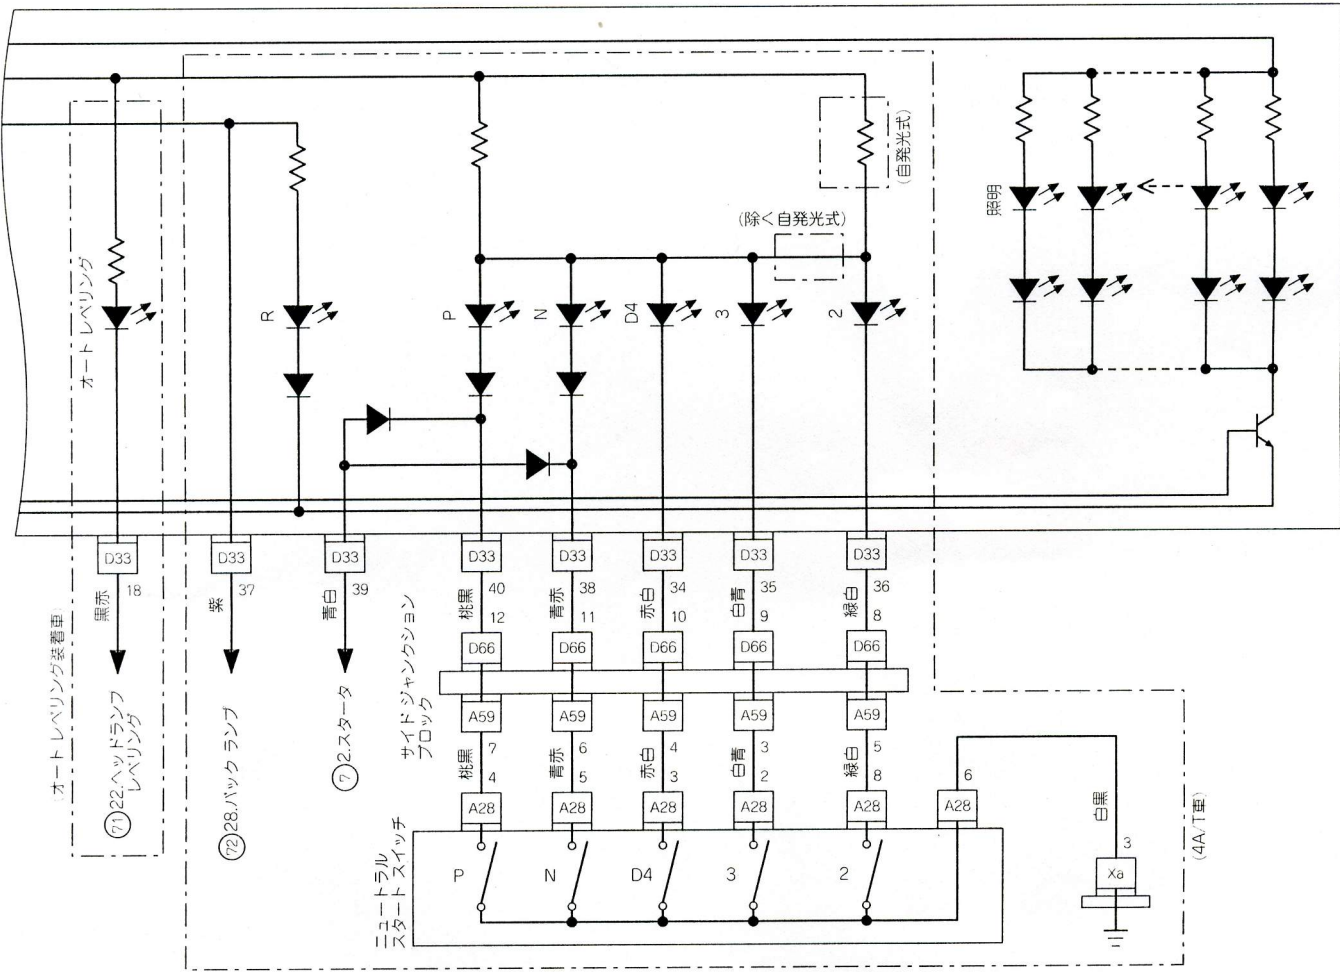 (自発光式)
(除く自発光式)
照明
オート レベリング
R
P
N
D4
3
2
D33
D33
D33
D33
D33
D33
D33
D33
18
37
39
40
38
34
35
36
黒赤
紫
青白
桃黒
青赤
赤白
白青
緑白
12
11
10
9
8
(オートレベリング装着車)
サイド ジャンクション
ブロック
D66
D66
D66
D66
D66
A59
A59
A59
A59
A59
71 22.ヘッドランプ
レベリング
72 28.バック ランプ
7 2.スタータ
桃黒
青赤
赤白
白青
緑白
7
6
4
3
5
4
5
3
2
8
6
A28
A28
A28
A28
A28
A28
白黒
3
Xa
(4A/T車)
ニュートラル
スタート スイッチ
P
N
D4
3
2